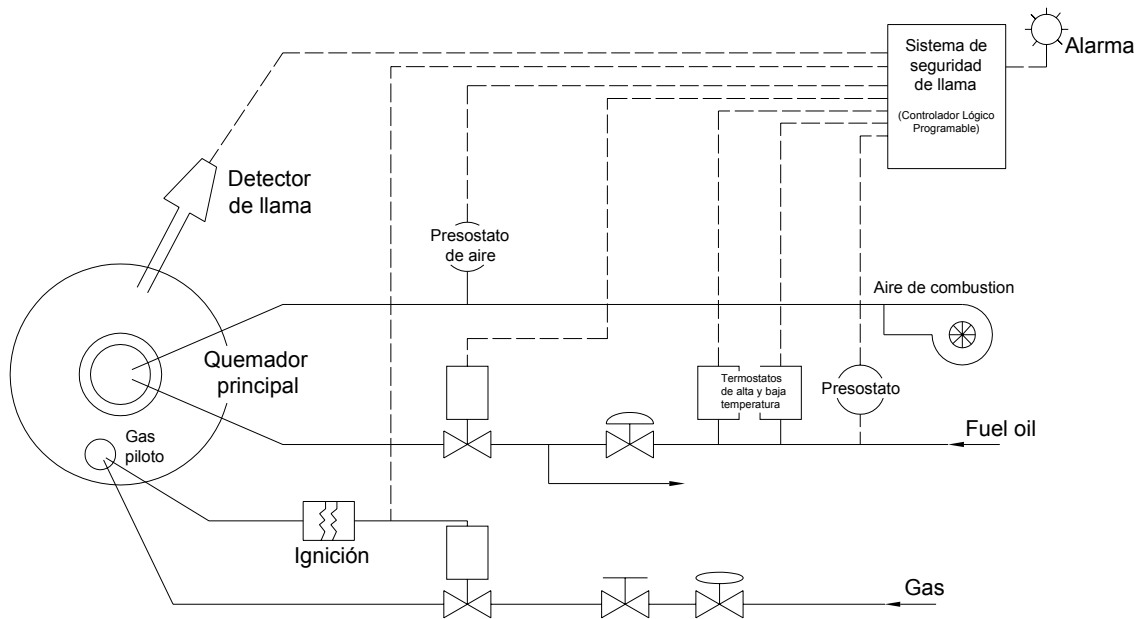 Sistema de
seguridad
de llama
(Controlador Lógico
Programable)
Alarma
Detector
de llama
Presostato
de aire
Aire de combustion
Quemador
principal
Termostatos
de alta y baja
temperatura
Presostato
Fuel oil
Gas
piloto
Ignición
Gas